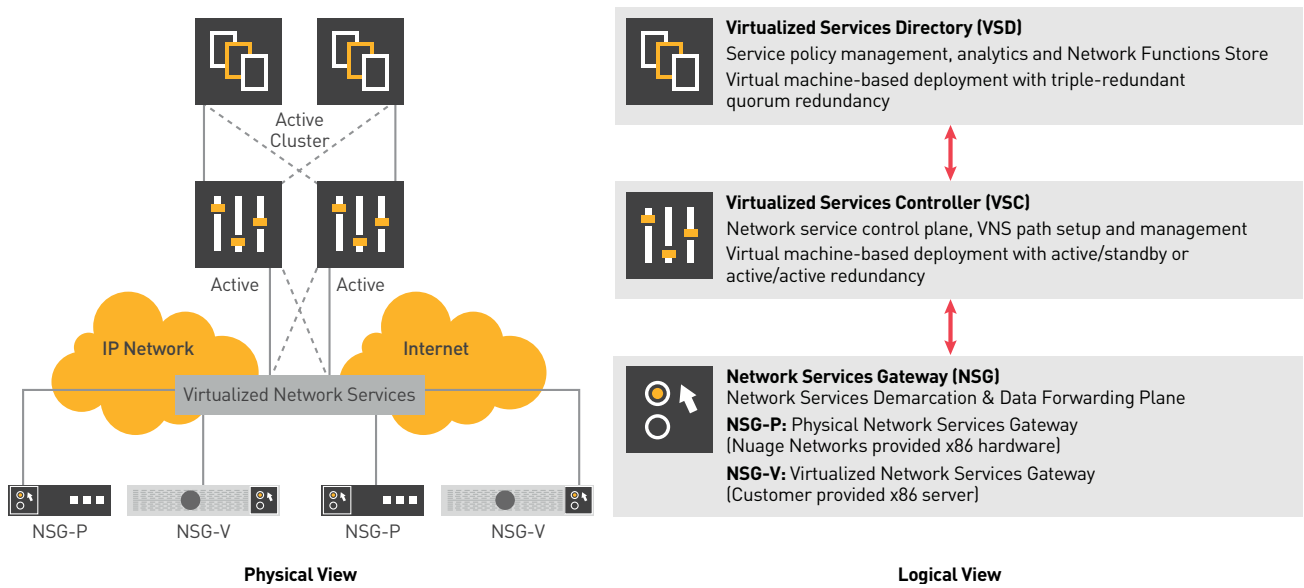 Active
Cluster
Active
Active
IP Network
Internet
Virtualized Network Services
NSG-P
NSG-V
NSG-P
NSG-V
Physical View
Virtualized Services Directory (VSD)
Service policy management, analytics and Network Functions Store
Virtual machine-based deployment with triple-redundant
quorum redundancy
Virtualized Services Controller (VSC)
Network service control plane, VNS path setup and management
Virtual machine-based deployment with active/standby or
active/active redundancy
Network Services Gateway (NSG)
Network Services Demarcation & Data Forwarding Plane
NSG-P: Physical Network Services Gateway
(Nuage Networks provided x86 hardware)
NSG-V: Virtualized Network Services Gateway
(Customer provided x86 server)
Logical View